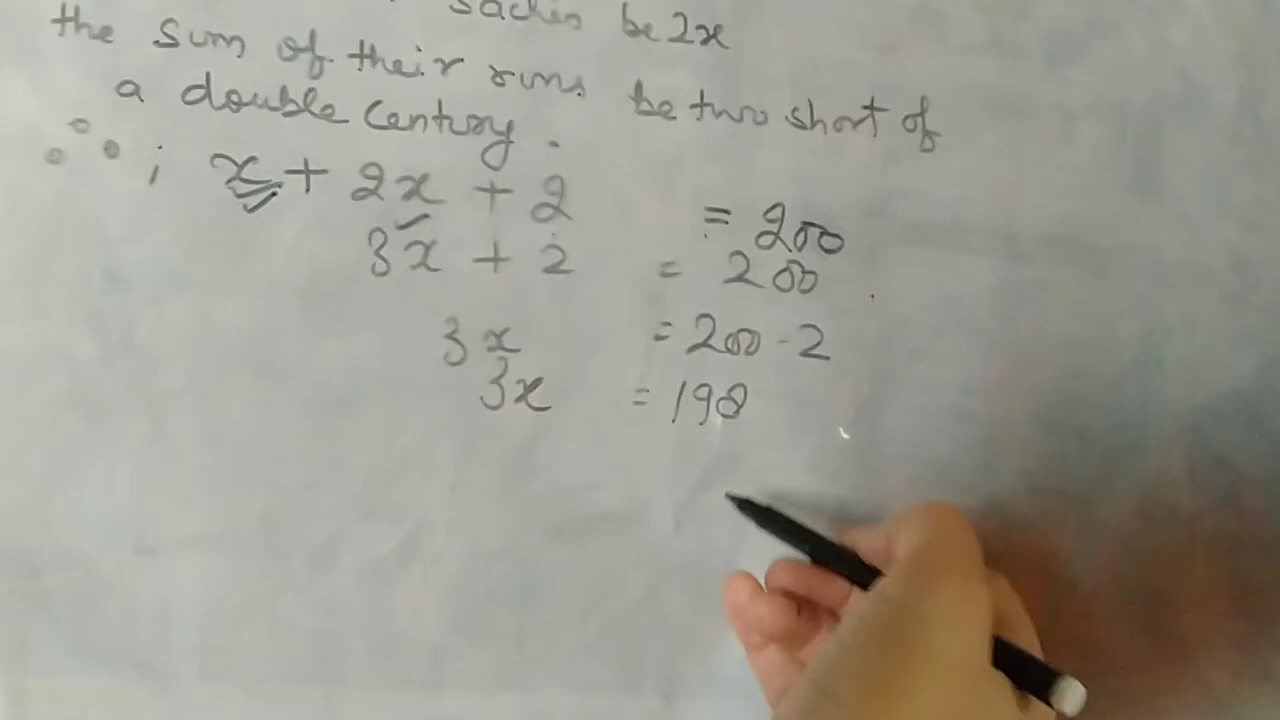 Sachin be 2x
the sum of their runs be two short of
a double century.
∴ ; x + 2x + 2 = 200
3x + 2 = 200
3x = 200 - 2
3x = 198